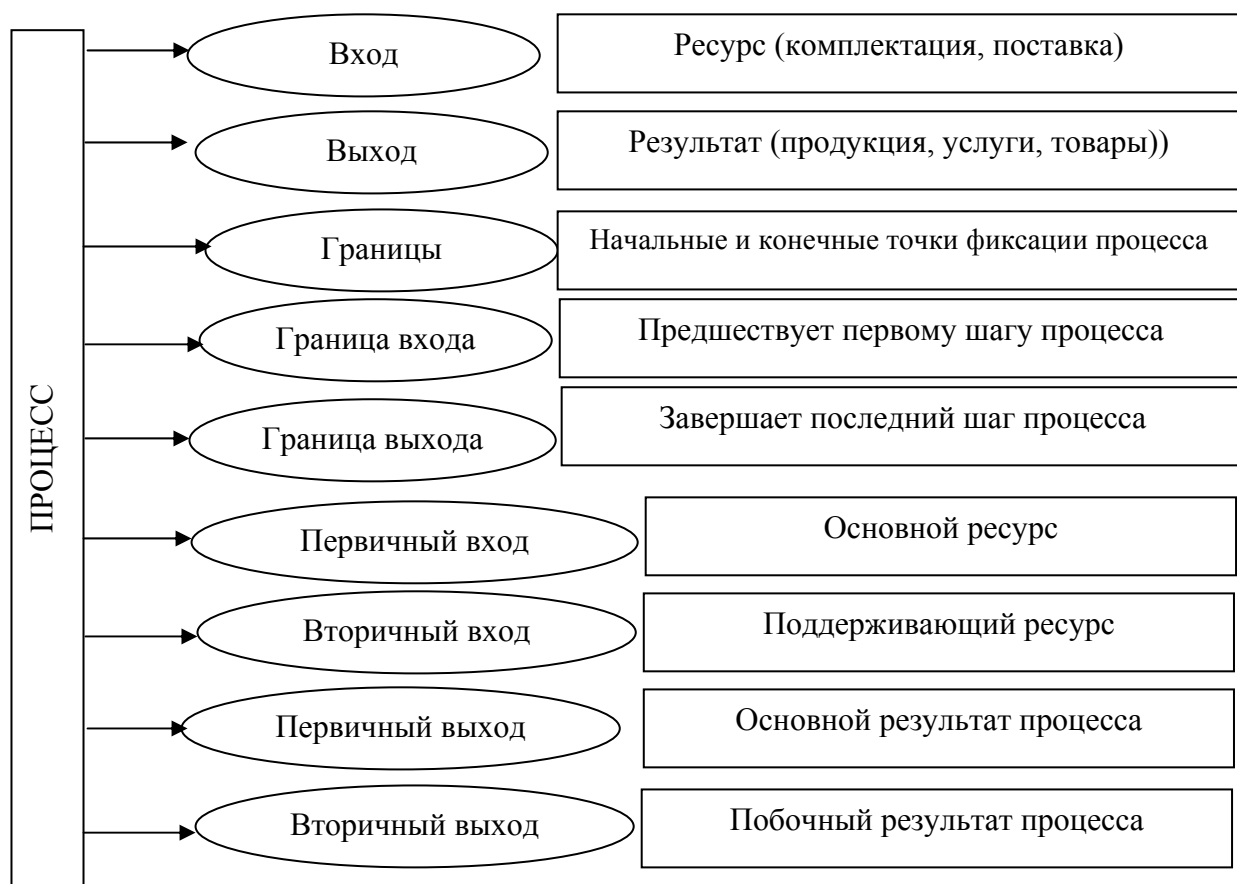 ПРОЦЕСС
Вход
Ресурс (комплектация, поставка)
Выход
Результат (продукция, услуги, товары))
Границы
Начальные и конечные точки фиксации процесса
Граница входа
Предшествует первому шагу процесса
Граница выхода
Завершает последний шаг процесса
Первичный вход
Основной ресурс
Вторичный вход
Поддерживающий ресурс
Первичный выход
Основной результат процесса
Вторичный выход
Побочный результат процесса